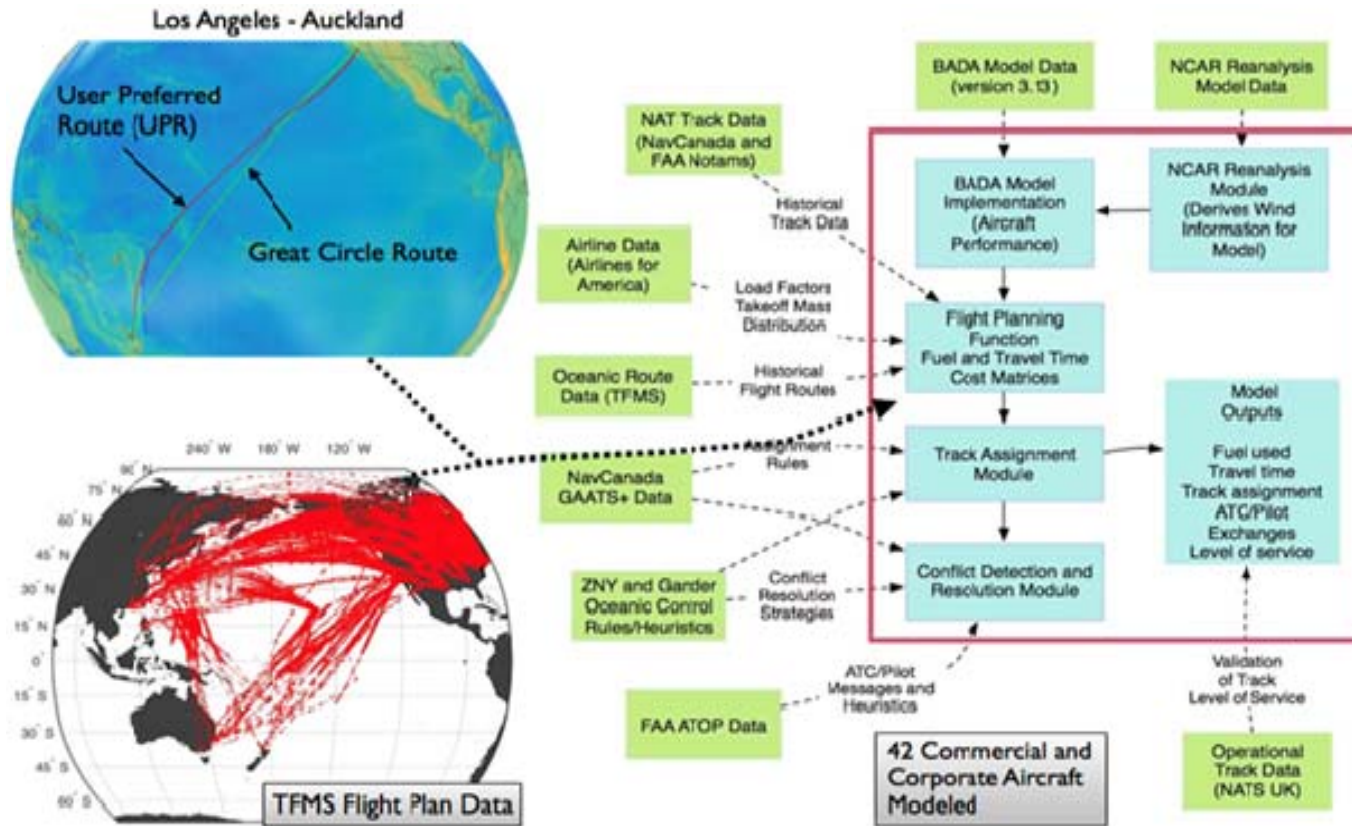 Los Angeles - Auckland
User Preferred
Route (UPR)
Great Circle Route
240° W
180° W
120° W
90° N
75° N
60° N
45° N
30° N
15° N
0°
15° S
30° S
45° S
60° S
TFMS Flight Plan Data
BADA Model Data
(version 3.13)
NCAR Reanalysis
Model Data
NAT Track Data
(NavCanada and
FAA Notams)
Historical
Track Data
BADA Model
Implementation
(Aircraft
Performance)
NCAR Reanalysis
Module
(Derives Wind
Information for
Model)
Airline Data
(Airlines for
America)
Load Factors
Takeoff Mass
Distribution
Flight Planning
Function
Fuel and Travel Time
Cost Matrices
Oceanic Route
Data (TFMS)
Historical
Flight Routes
Model
Outputs
Fuel used
Travel time
Track assignment
ATC/Pilot
Exchanges
Level of service
NavCanada
GAATS+ Data
Assignment
Rules
Track Assignment
Module
ZNY and Garder
Oceanic Control
Rules/Heuristics
Conflict
Resolution
Strategies
Conflict Detection and
Resolution Module
FAA ATOP Data
ATC/Pilot
Messages and
Heuristics
Validation
of Track
Level of Service
42 Commercial and
Corporate Aircraft
Modeled
Operational
Track Data
(NATS UK)